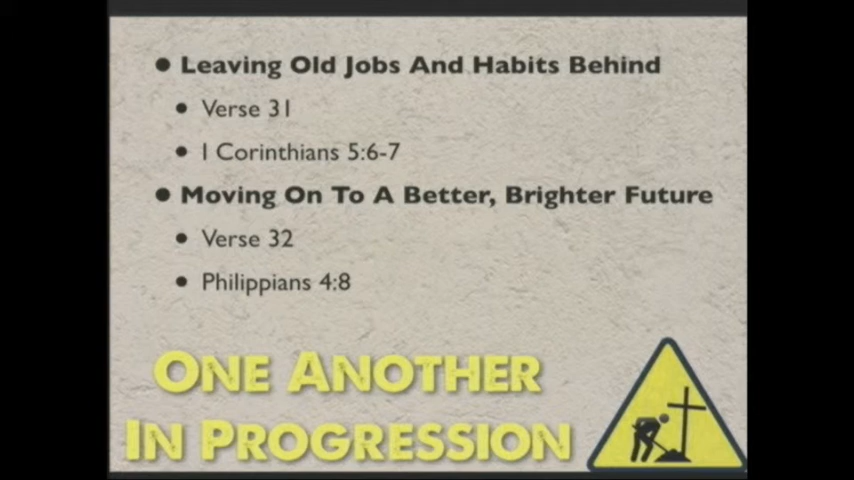 Leaving Old Jobs And Habits Behind
Verse 31
I Corinthians 5:6-7
Moving On To A Better, Brighter Future
Verse 32
Philippians 4:8
ONE ANOTHER
IN PROGRESSION